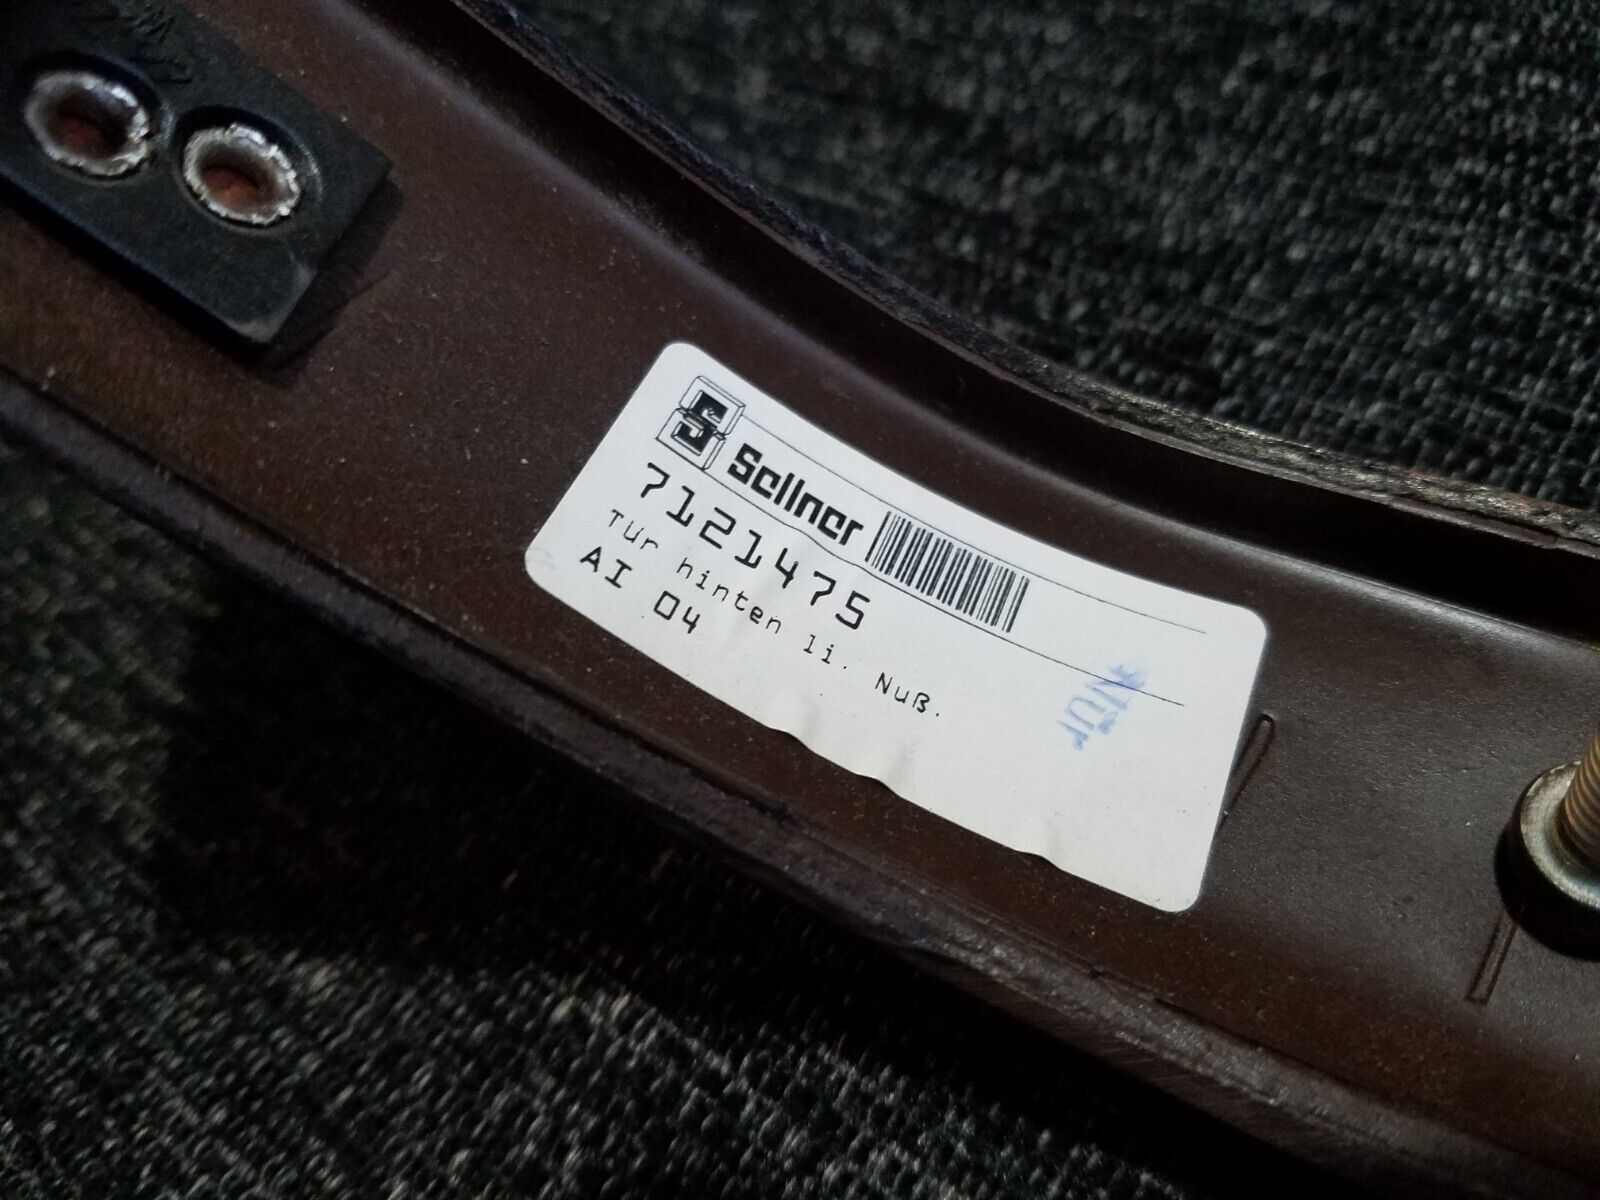 S Sellner
7121475
Tür hinten li. Nuß.
AI 04